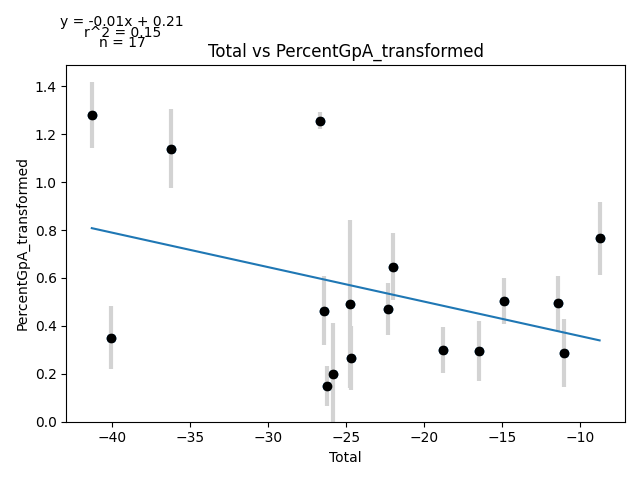 y = -0.01x + 0.21
r^2 = 0.15
n = 17
Total vs PercentGpA_transformed
PercentGpA_transformed
1.4
1.2
1.0
0.8
0.6
0.4
0.2
0.0
−40
−35
−30
−25
−20
−15
−10
Total